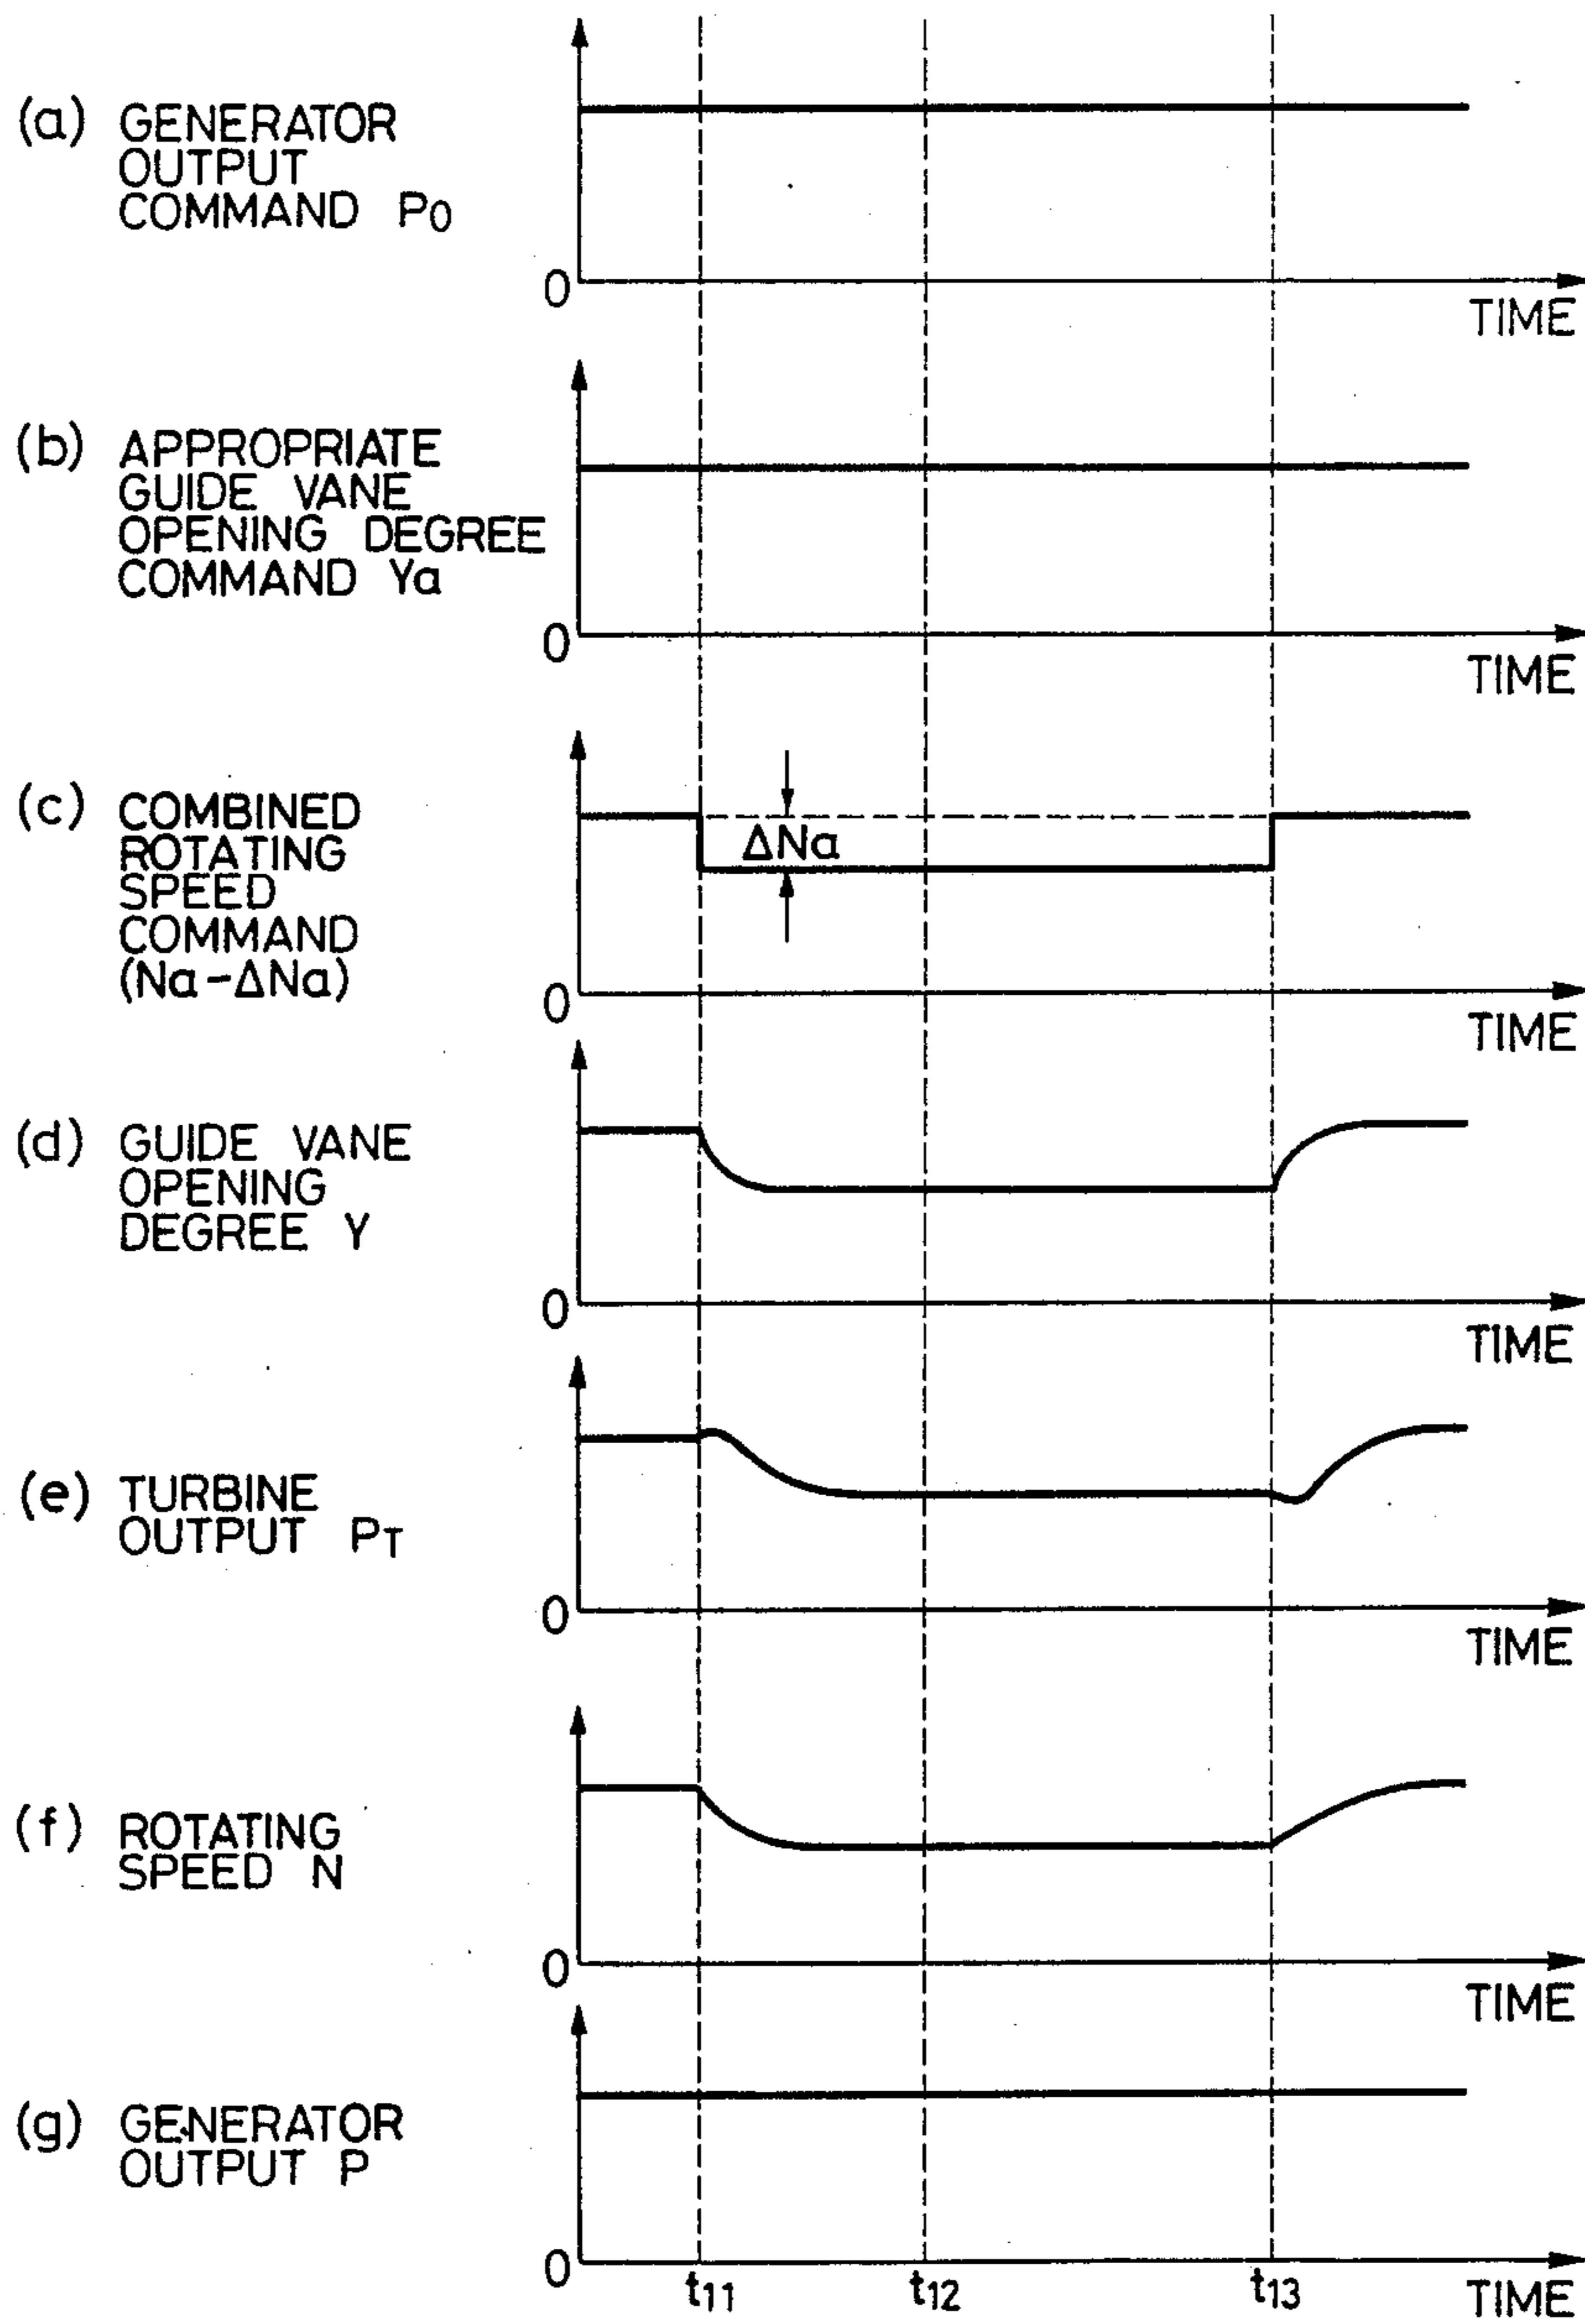 (a) GENERATOR
OUTPUT
COMMAND P0
0
TIME
(b) APPROPRIATE
GUIDE VANE
OPENING DEGREE
COMMAND Ya
0
TIME
(c) COMBINED
ROTATING
SPEED
COMMAND
(Na-ΔNa)
ΔNa
0
TIME
(d) GUIDE VANE
OPENING
DEGREE Y
0
TIME
(e) TURBINE
OUTPUT PT
0
TIME
(f) ROTATING
SPEED N
0
TIME
(g) GENERATOR
OUTPUT P
0
t11 t12 t13 TIME